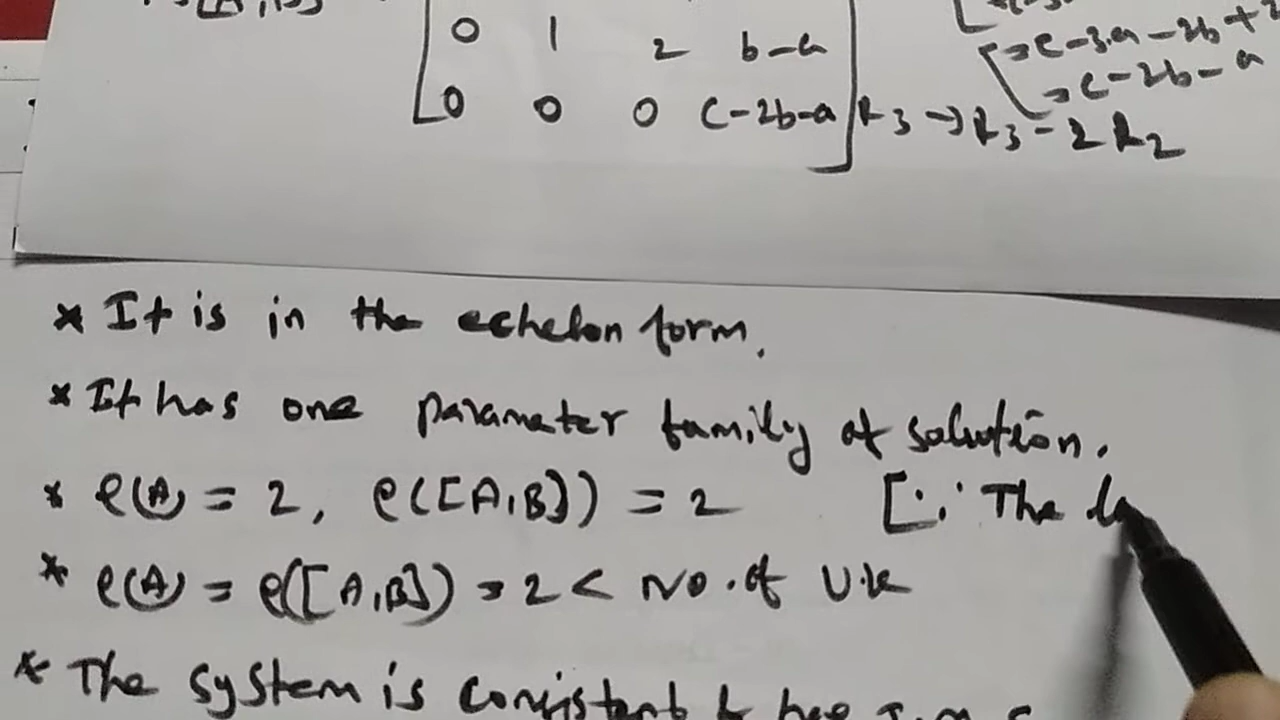 [A,B]
0 1 2 b-a
0 0 0 c-2b-a R3→R3-2R2
⇒c-3a-2b+2
⇒c-2b-a
* It is in the echelon form.
* It has one parameter family of solution.
* ρ(A) = 2, ρ([A,B]) = 2 [∵ The
* ρ(A) = ρ([A,B]) = 2 < No. of U.k
* The system is consistent & has